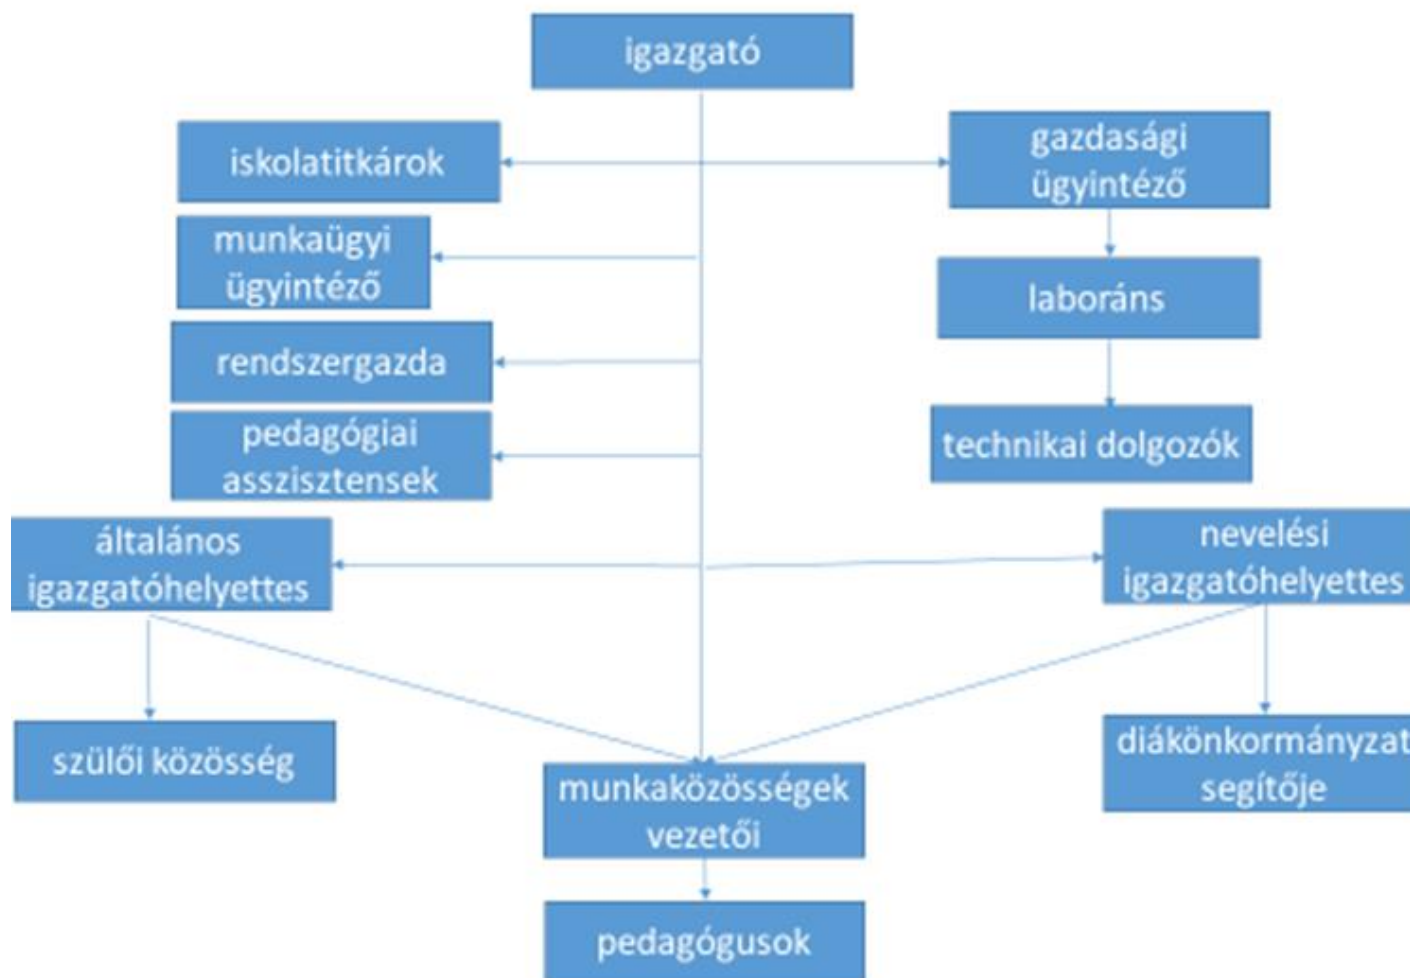 igazgató
iskolatitkárok
gazdasági
ügyintéző
munkaügyi
ügyintéző
laboráns
rendszergazda
pedagógiai
asszisztensek
technikai dolgozók
általános
igazgatóhelyettes
nevelési
igazgatóhelyettes
szülői közösség
munkaközösségek
vezetői
diákönkormányzat
segítője
pedagógusok